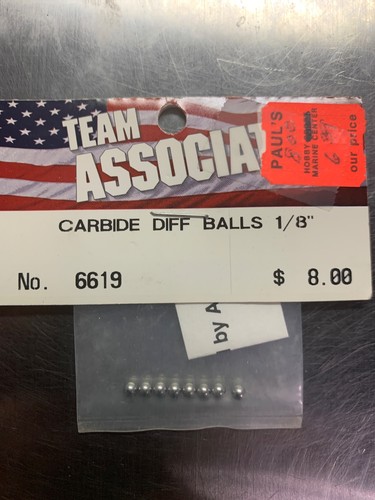 TEAM
ASSOCIAT
CARBIDE DIFF BALLS 1/8"
No. 6619 $ 8.00
PAUL'S
HOBBY
MARINE CENTER
our price
by A